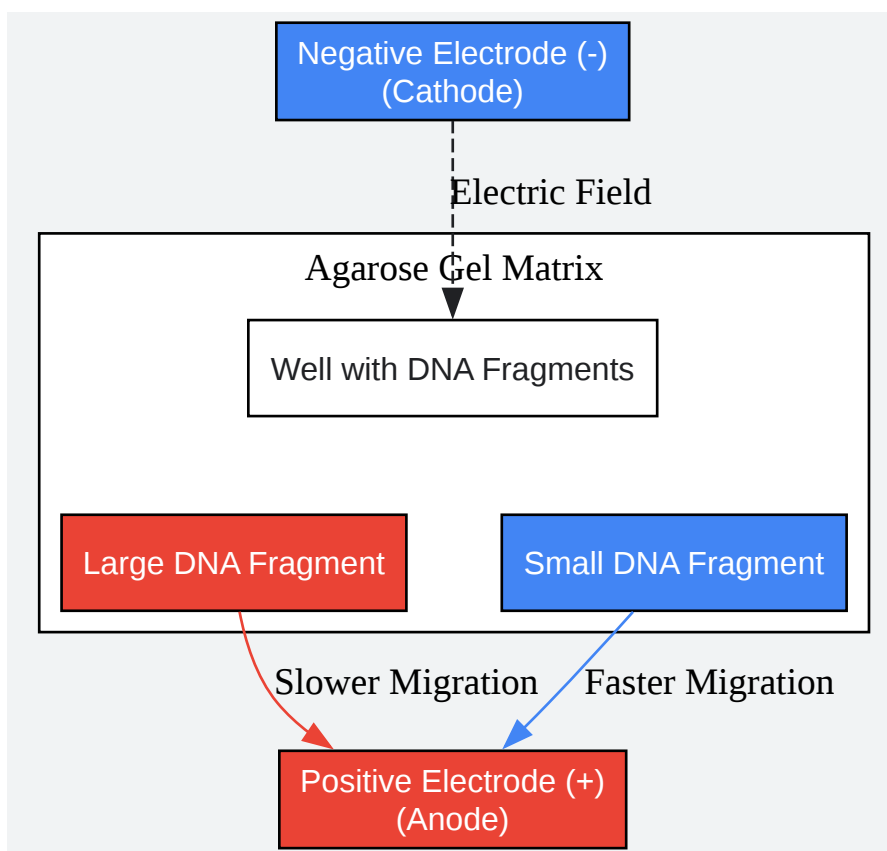 Negative Electrode (-)
(Cathode)
Electric Field
Agarose Gel Matrix
Well with DNA Fragments
Large DNA Fragment
Small DNA Fragment
Slower Migration
Faster Migration
Positive Electrode (+)
(Anode)